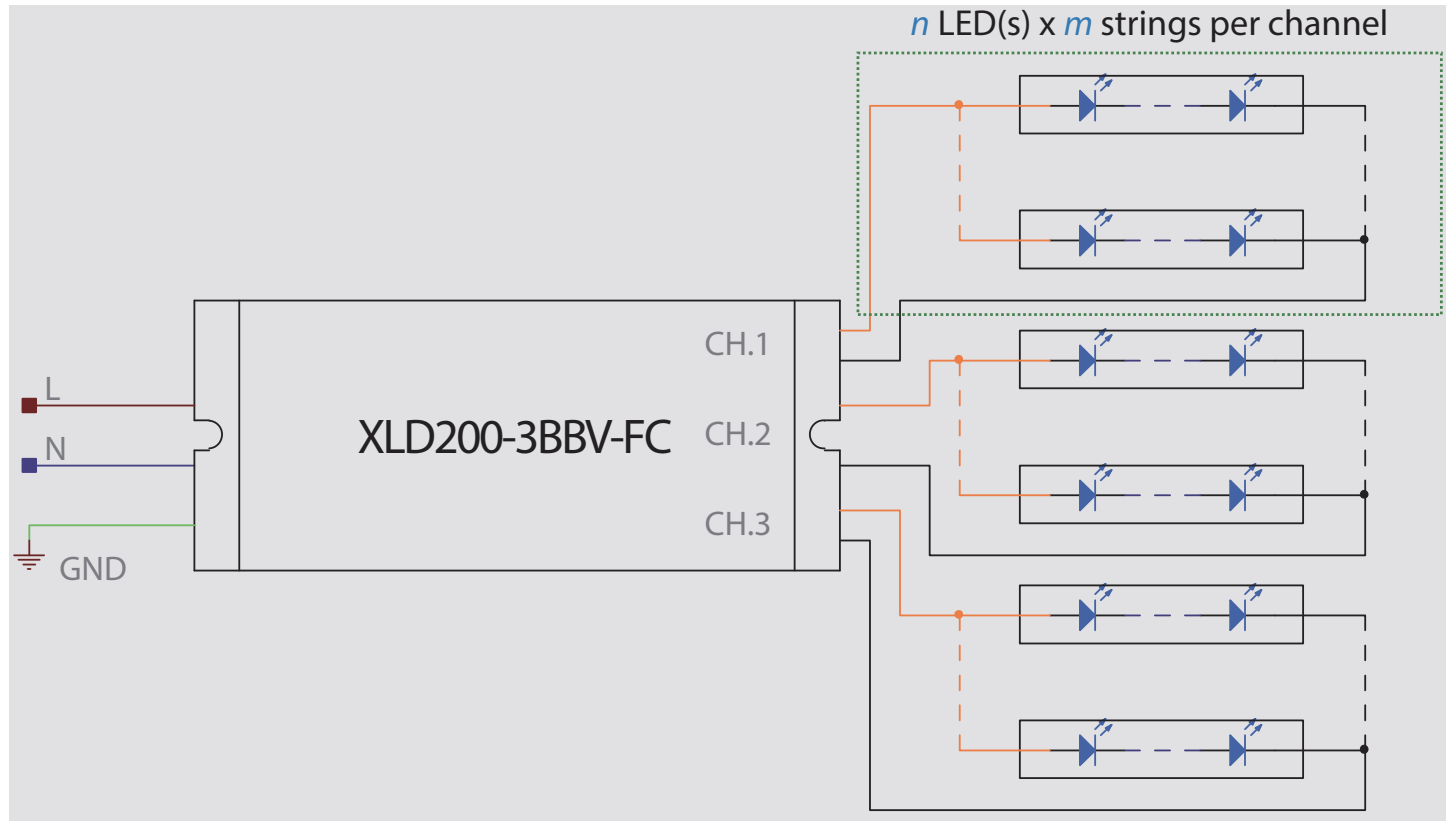 n LED(s) x m strings per channel
CH.1
L
N
XLD200-3BBV-FC
CH.2
CH.3
GND